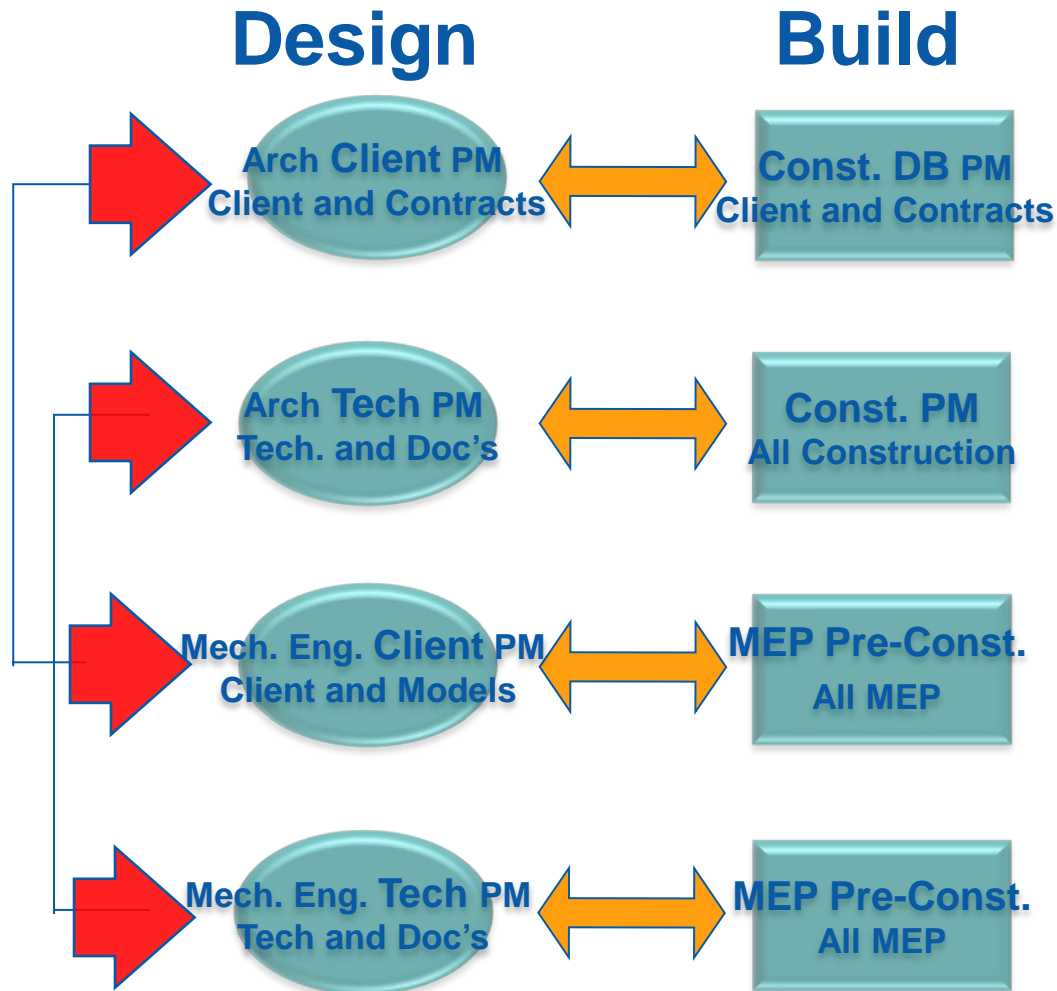 Design Build
Arch Client PM
Client and Contracts
Const. DB PM
Client and Contracts
Arch Tech PM
Tech. and Doc’s
Const. PM
All Construction
Mech. Eng. Client PM
Client and Models
MEP Pre-Const.
All MEP
Mech. Eng. Tech PM
Tech and Doc’s
MEP Pre-Const.
All MEP